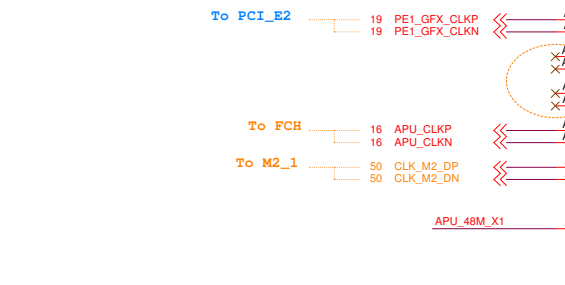 To PCI_E2
19 PE1_GFX_CLKP
19 PE1_GFX_CLKN
To FCH
16 APU_CLKP
16 APU_CLKN
To M2_1
50 CLK_M2_DP
50 CLK_M2_DN
APU_48M_X1